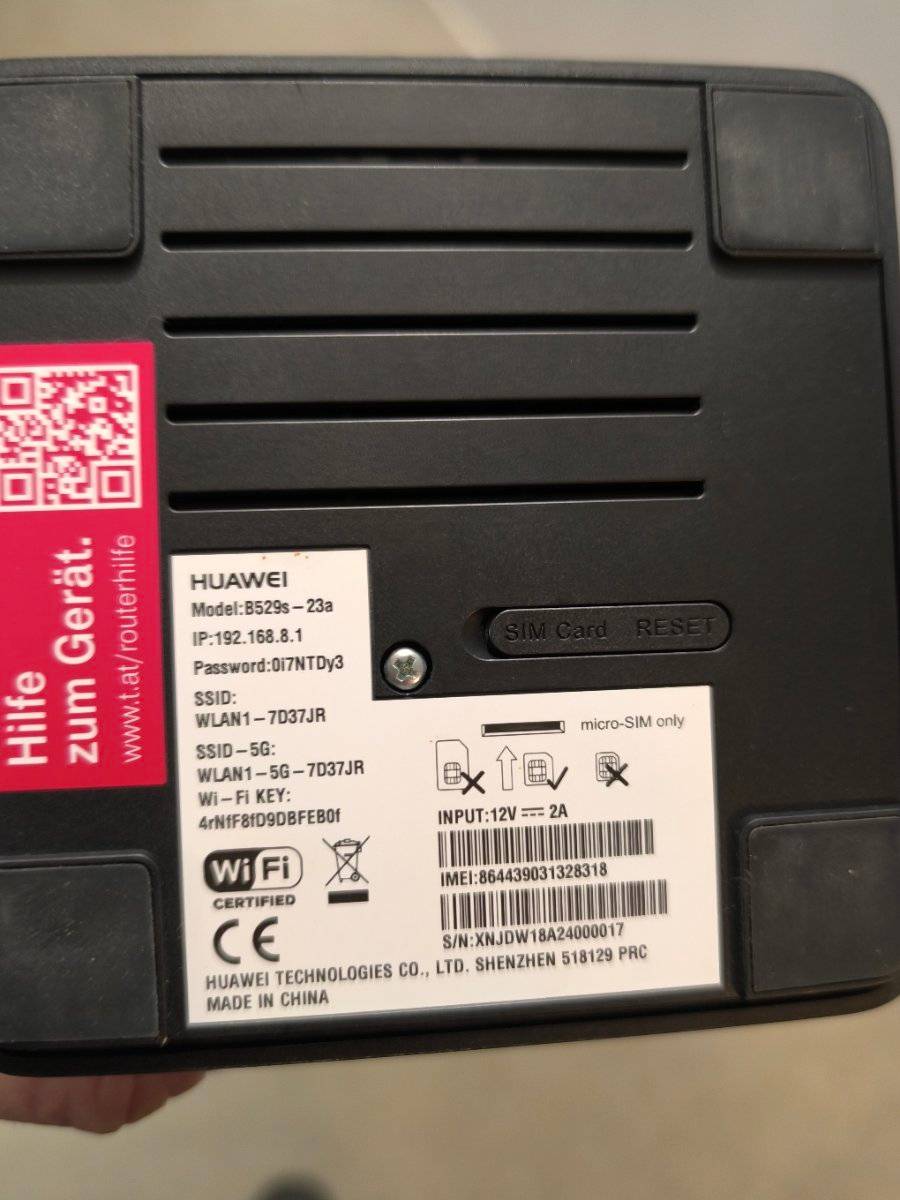 Hilfe
zum Gerät.
www.t.at/routerhilfe
HUAWEI
Model:B529s-23a
IP:192.168.8.1
Password:0i7NTDy3
SSID:
WLAN1-7D37JR
SSID-5G:
WLAN1-5G-7D37JR
Wi-Fi KEY:
4rNfF8fD9DBFEB0f
SIM Card RESET
micro-SIM only
INPUT:12V ⎓ 2A
IMEI:864439031328318
S/N:XNJDW18A24000017
Wi Fi
CERTIFIED
CE
HUAWEI TECHNOLOGIES CO., LTD. SHENZHEN 518129 PRC
MADE IN CHINA